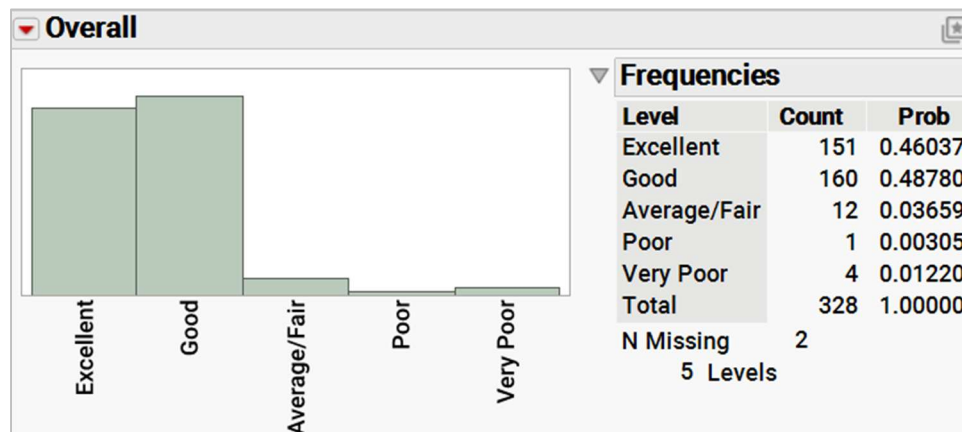 Overall
Excellent
Good
Average/Fair
Poor
Very Poor
Frequencies
Level Count Prob
Excellent 151 0.46037
Good 160 0.48780
Average/Fair 12 0.03659
Poor 1 0.00305
Very Poor 4 0.01220
Total 328 1.00000
N Missing 2
5 Levels